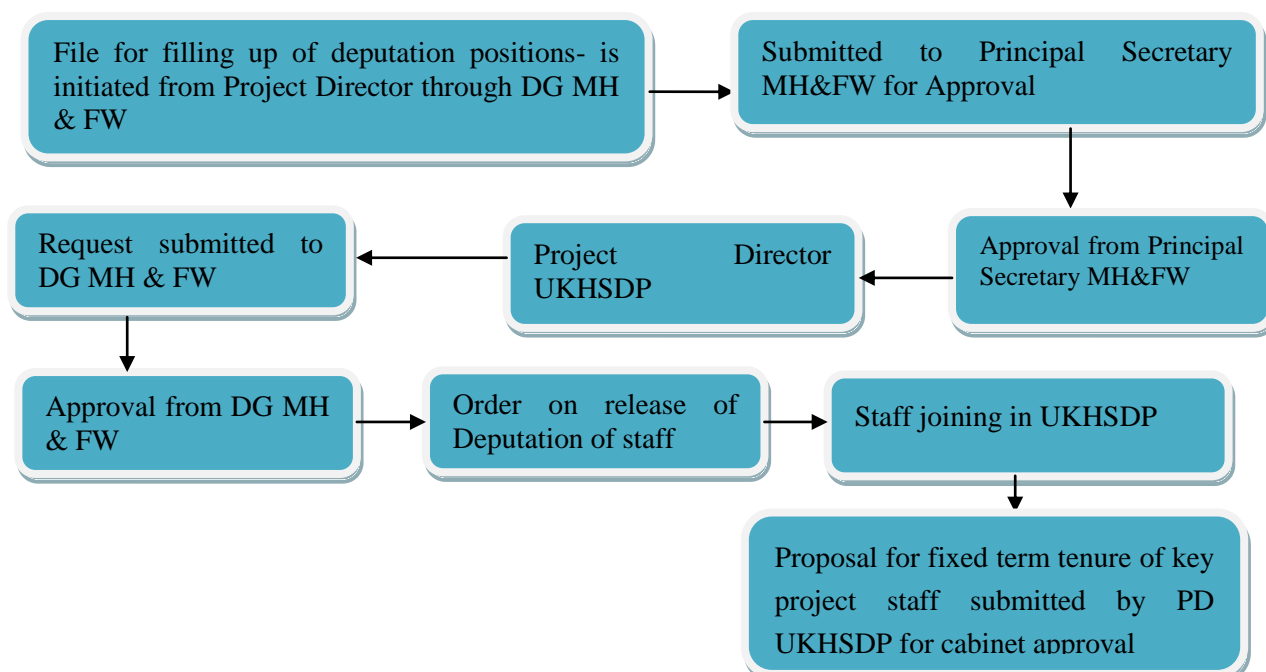 File for filling up of deputation positions- is
initiated from Project Director through DG MH
& FW
Submitted to Principal Secretary
MH&FW for Approval
Approval from Principal
Secretary MH&FW
Project Director
UKHSDP
Request submitted to
DG MH & FW
Approval from DG MH
& FW
Order on release of
Deputation of staff
Staff joining in UKHSDP
Proposal for fixed term tenure of key
project staff submitted by PD
UKHSDP for cabinet approval